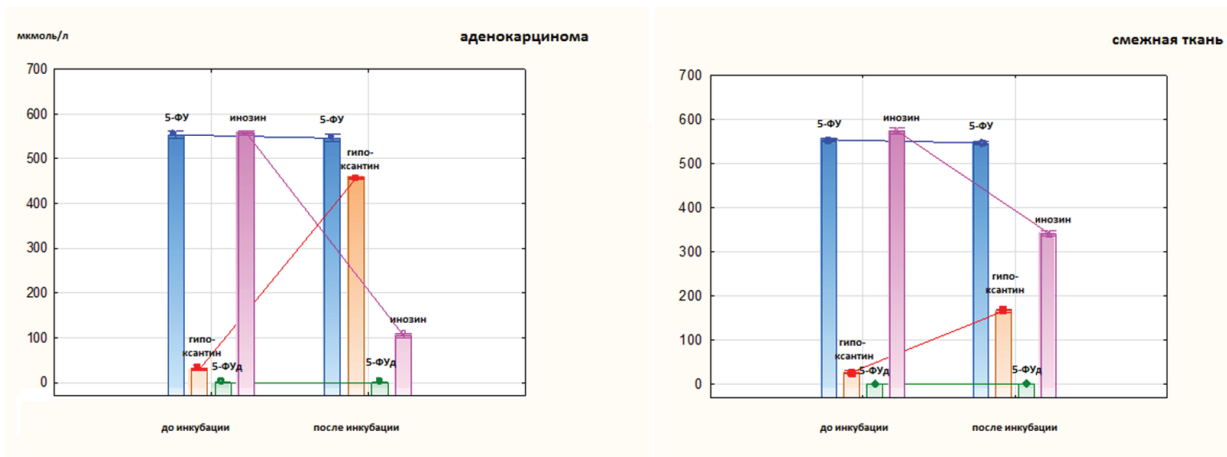 мкмоль/л
аденокарцинома
700
600
500
400
300
200
100
0
5-ФУ
инозин
5-ФУ
гипо-
ксантин
гипо-
ксантин
5-ФУд
инозин
5-ФУд
до инкубации
после инкубации
смежная ткань
700
600
500
400
300
200
100
0
5-ФУ
инозин
5-ФУ
инозин
гипо-
ксантин
гипо-
ксантин
5-ФУд
5-ФУд
до инкубации
после инкубации